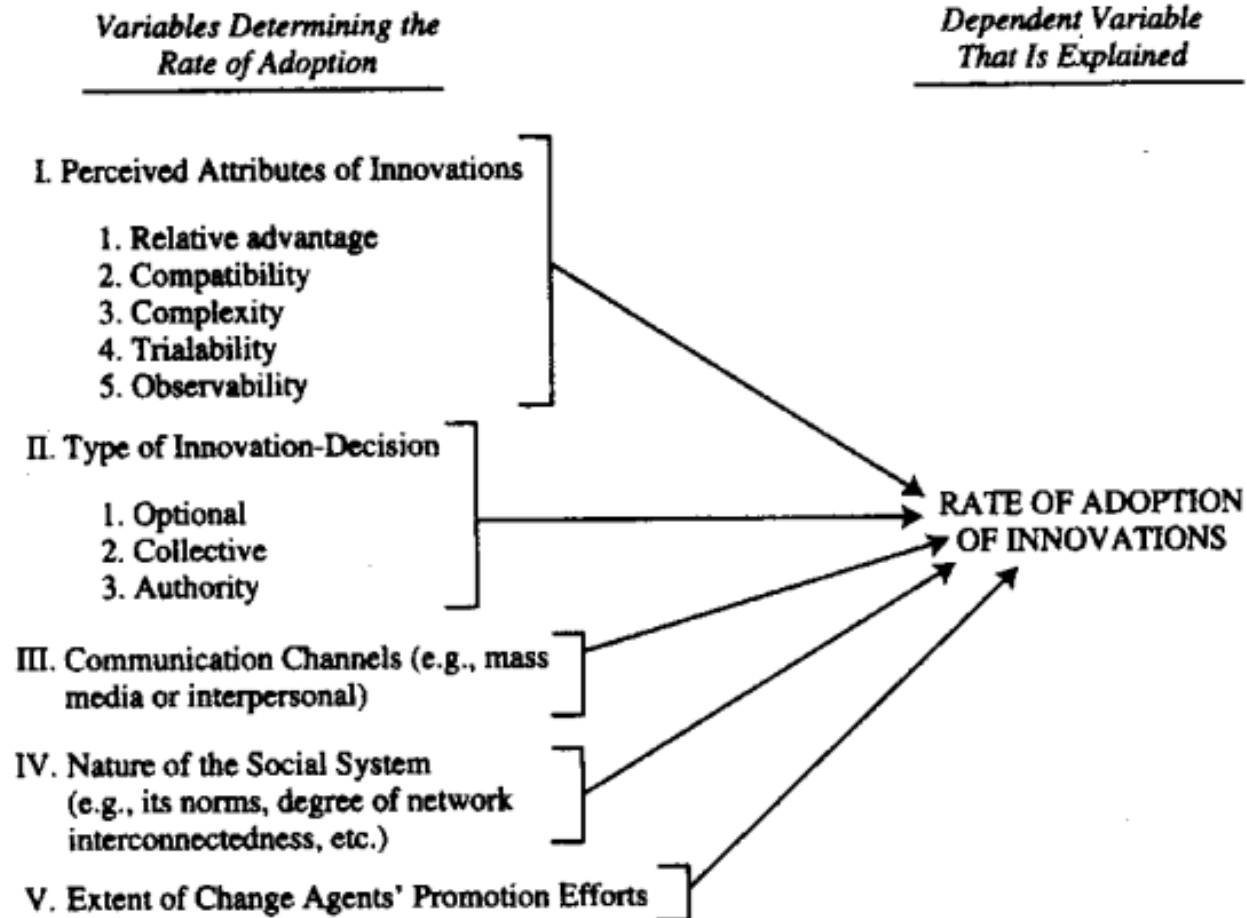 Variables Determining the
Rate of Adoption
Dependent Variable
That Is Explained
I. Perceived Attributes of Innovations
1. Relative advantage
2. Compatibility
3. Complexity
4. Trialability
5. Observability
II. Type of Innovation-Decision
1. Optional
2. Collective
3. Authority
III. Communication Channels (e.g., mass
media or interpersonal)
IV. Nature of the Social System
(e.g., its norms, degree of network
interconnectedness, etc.)
V. Extent of Change Agents' Promotion Efforts
RATE OF ADOPTION
OF INNOVATIONS